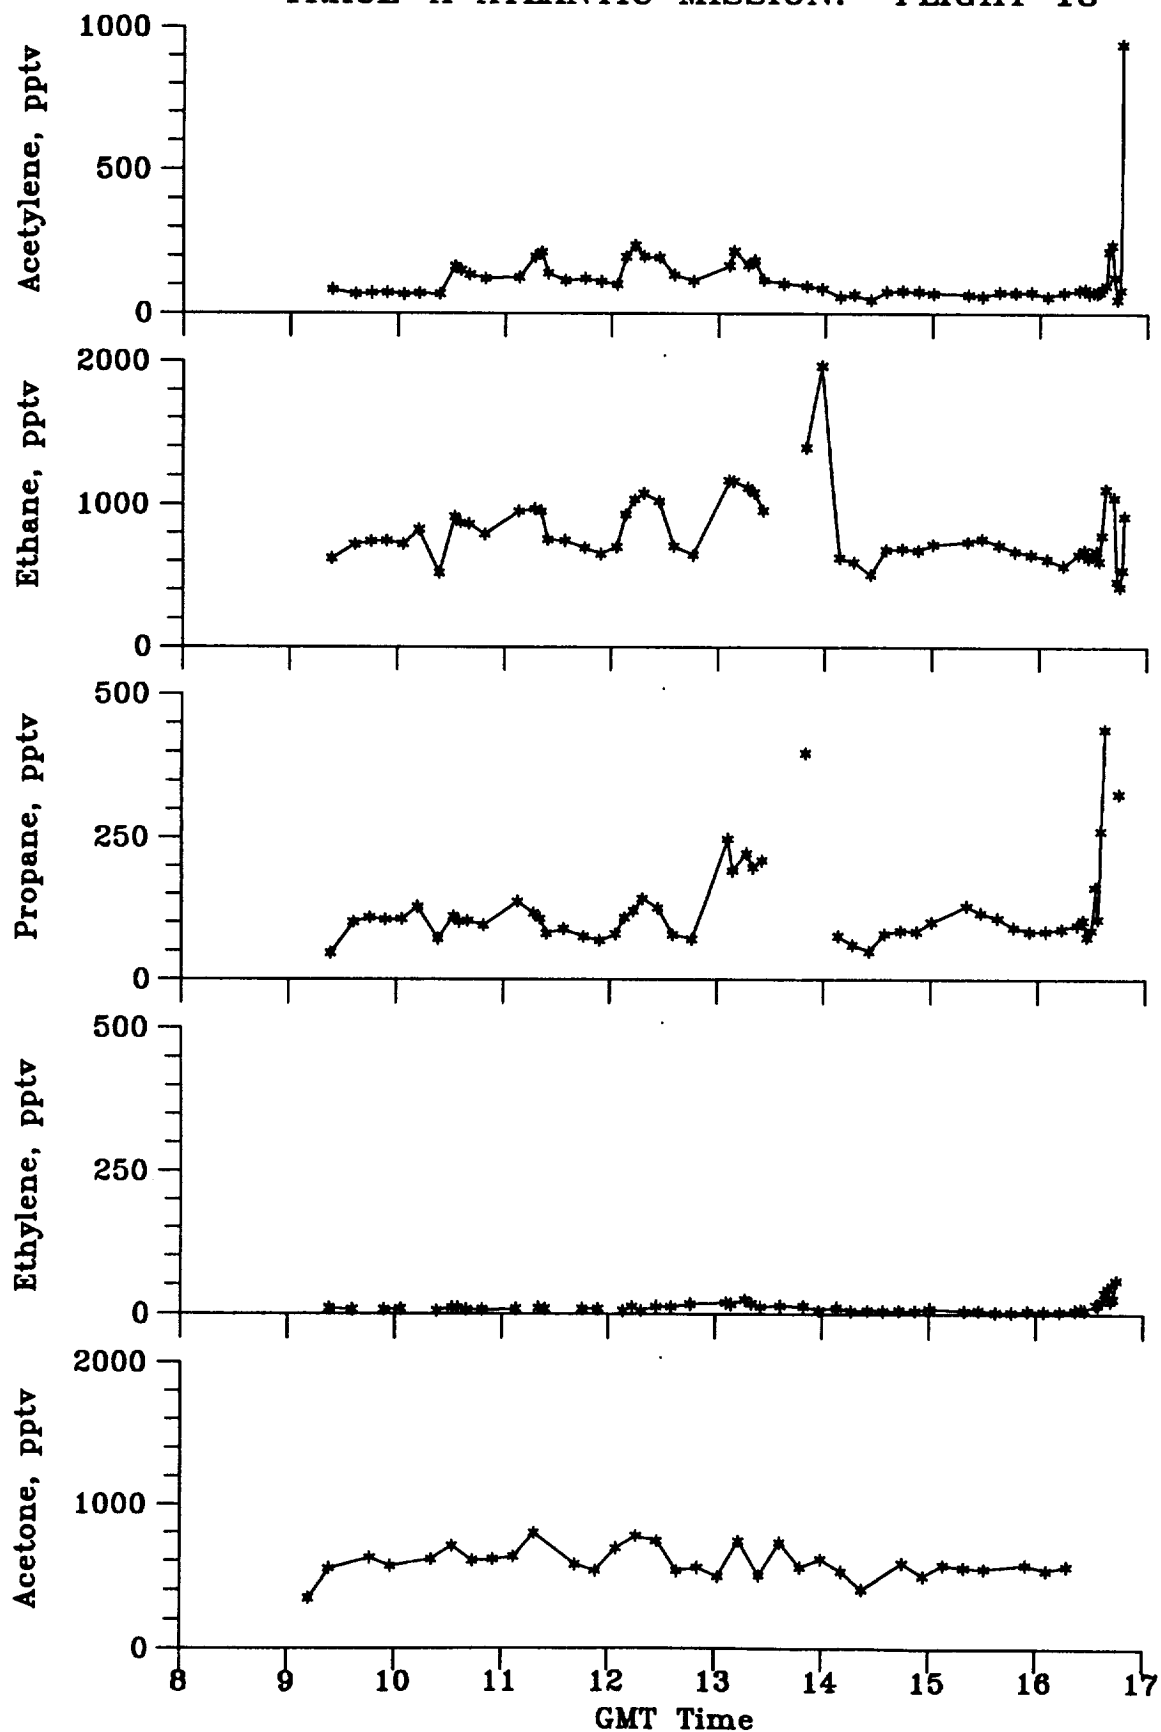 ATLANTIC MISSION: FLIGHT
1000
500
0
Acetylene, pptv
2000
1000
0
Ethane, pptv
500
250
0
Propane, pptv
500
250
0
Ethylene, pptv
2000
1000
0
Acetone, pptv
8 9 10 11 12 13 14 15 16 17
GMT Time